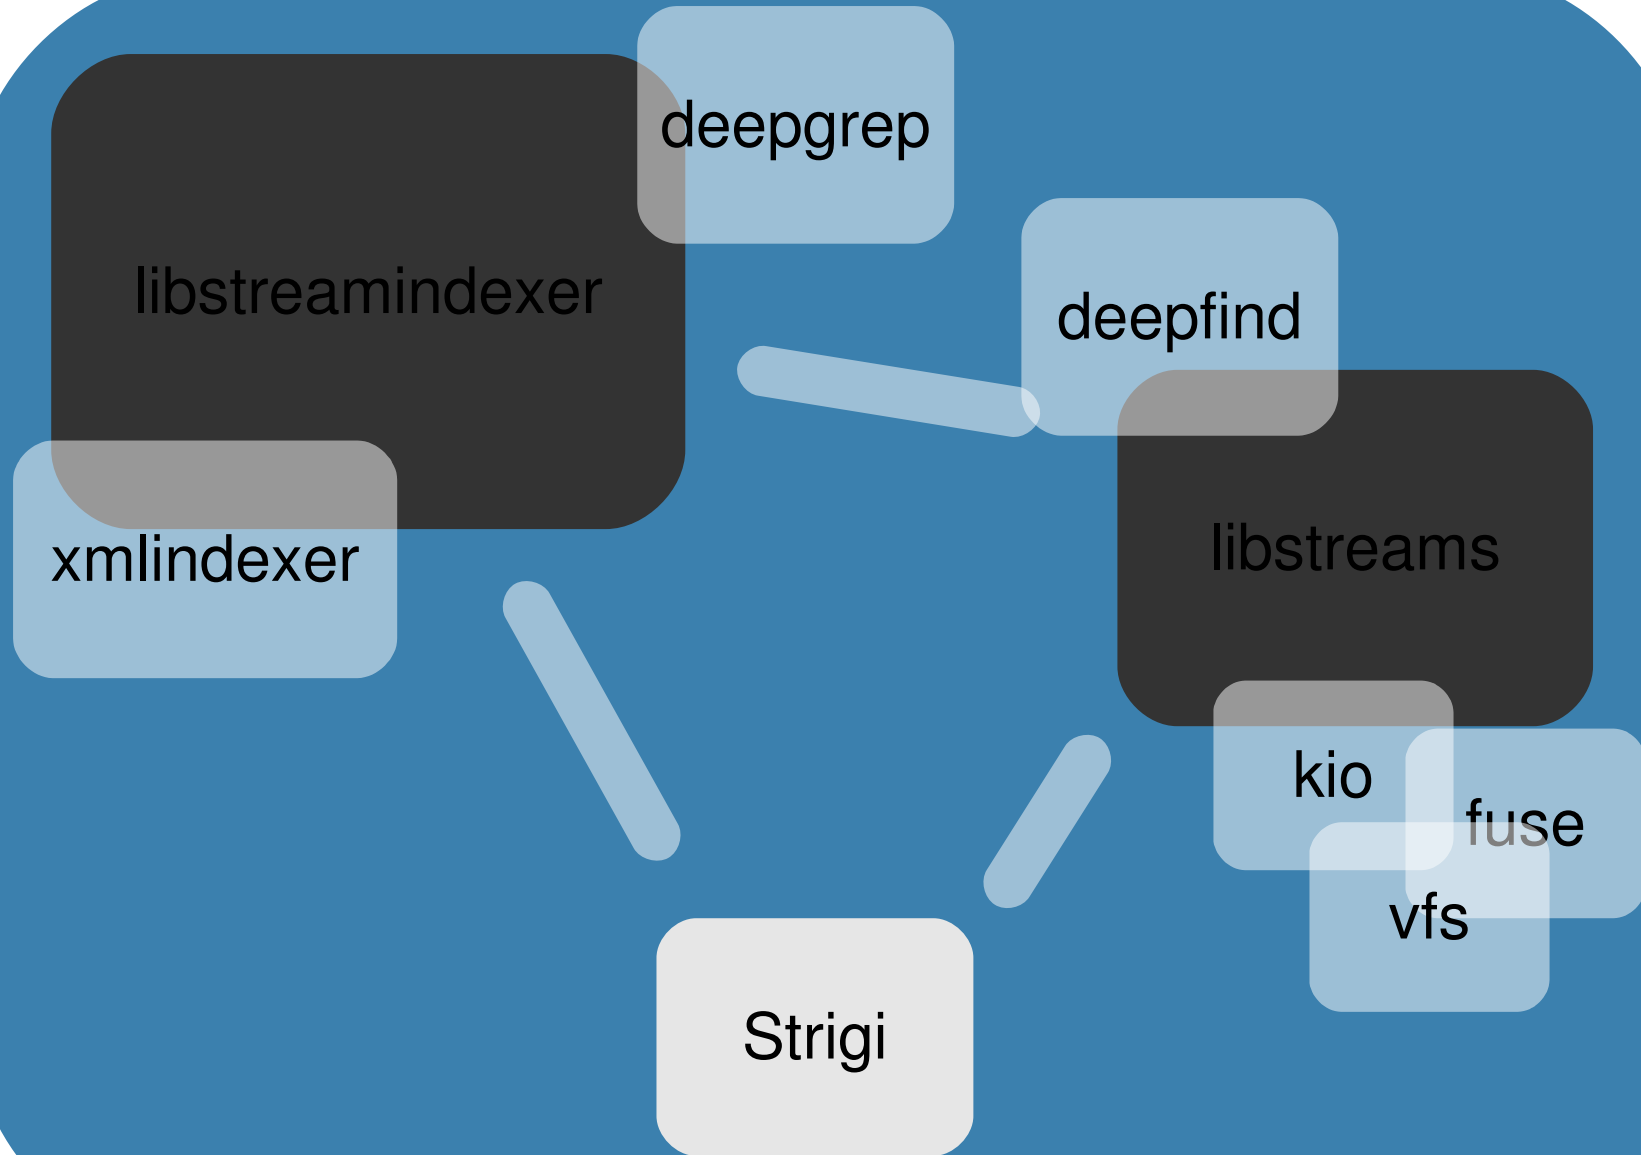 deepgrep
libstreamindexer
deepfind
xmlindexer
libstreams
kio
fuse
vfs
Strigi